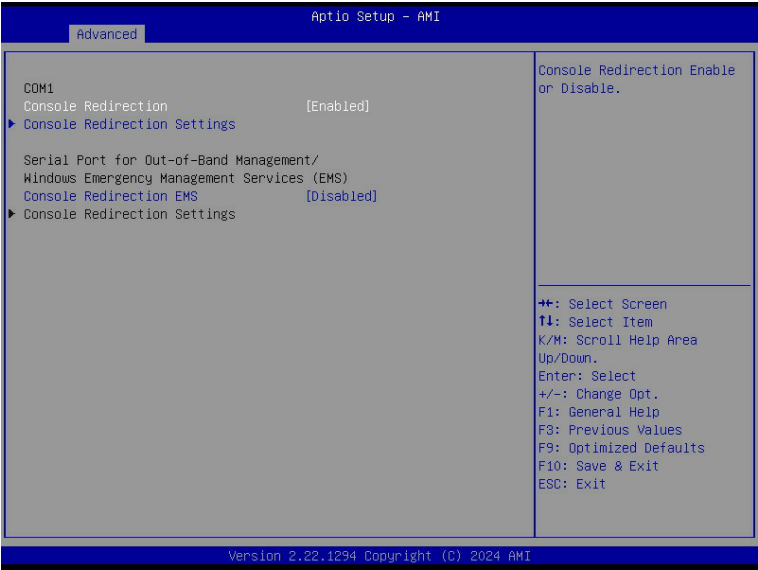 Aptio Setup – AMI
Advanced
COM1
Console Redirection [Enabled]
Console Redirection Settings
Serial Port for Out-of-Band Management/
Windows Emergency Management Services (EMS)
Console Redirection EMS [Disabled]
Console Redirection Settings
Console Redirection Enable
or Disable.
→←: Select Screen
↑↓: Select Item
K/M: Scroll Help Area
Up/Down.
Enter: Select
+/-: Change Opt.
F1: General Help
F3: Previous Values
F9: Optimized Defaults
F10: Save & Exit
ESC: Exit
Version 2.22.1294 Copyright (C) 2024 AMI